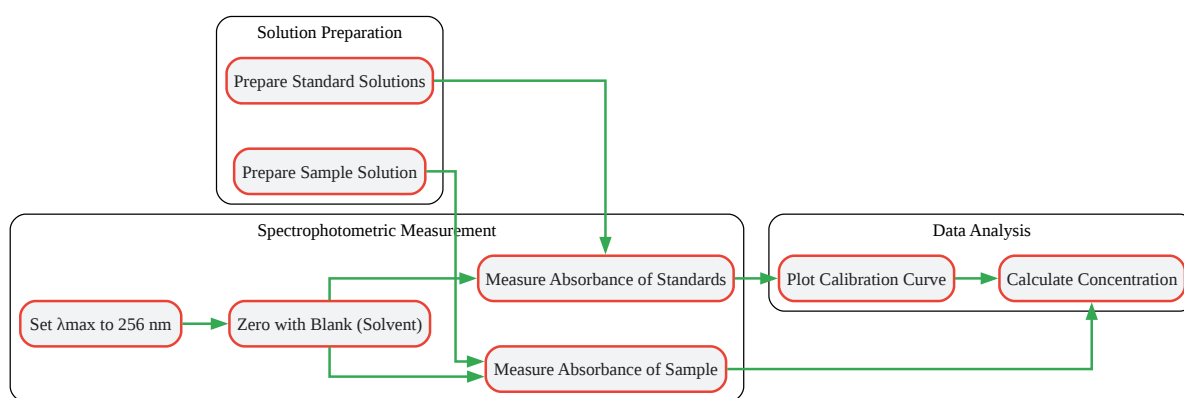 Solution Preparation
Prepare Standard Solutions
Prepare Sample Solution
Spectrophotometric Measurement
Data Analysis
Measure Absorbance of Standards
Plot Calibration Curve
Calculate Concentration
Set λmax to 256 nm
Zero with Blank (Solvent)
Measure Absorbance of Sample